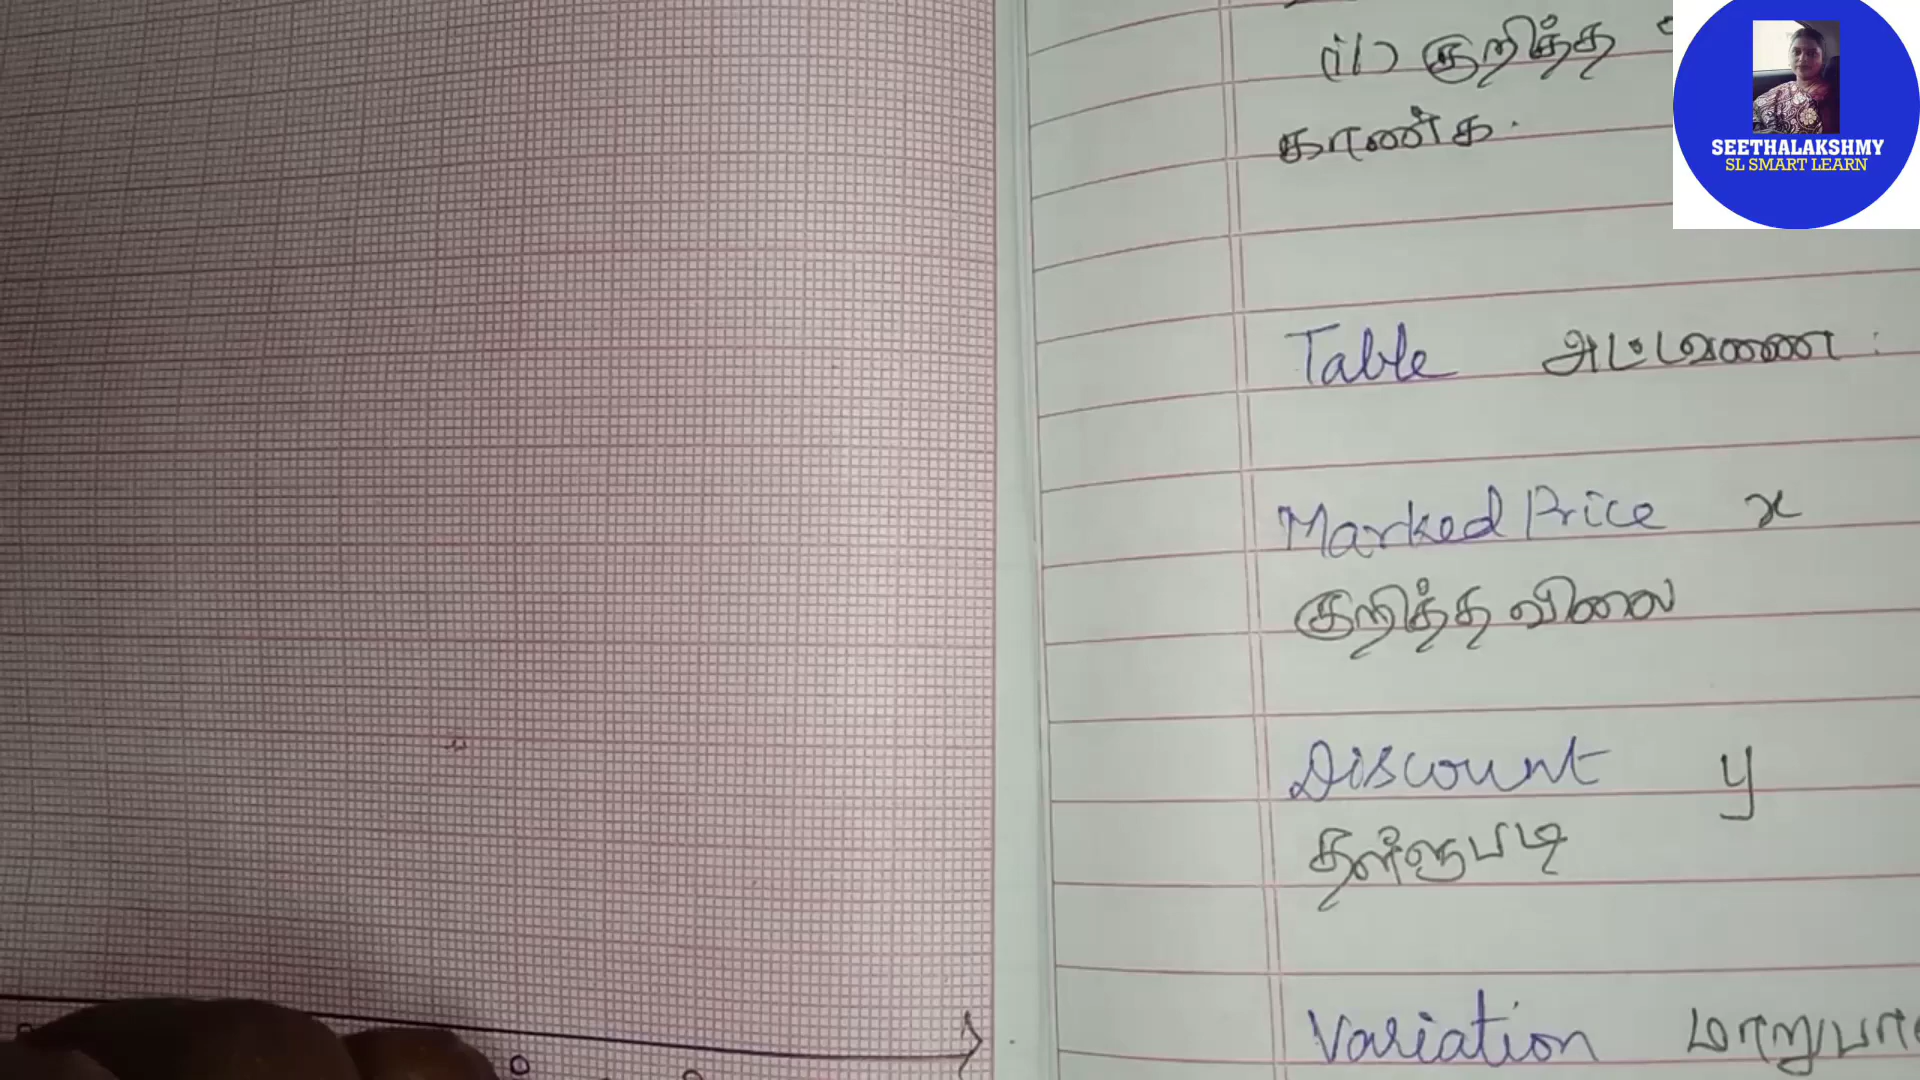 (ii) குறித்த
காண்க.
SEETHALAKSHMY
SL SMART LEARN
Table அட்டவணை :
Marked Price x
குறித்த விலை
Discount y
தள்ளுபடி
Variation மாறுபா